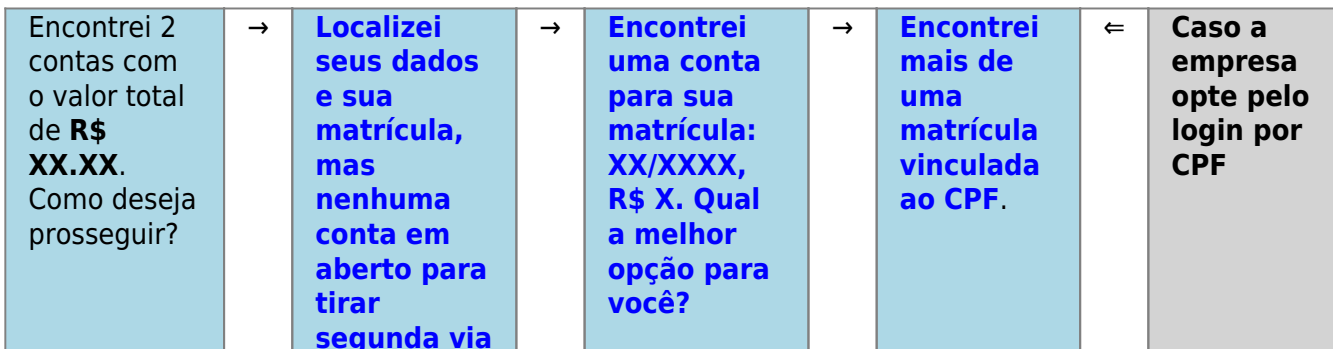 Encontrei 2
contas com
o valor total
de R$
XX.XX.
Como deseja
prosseguir?
→
Localizei
seus dados
e sua
matrícula,
mas
nenhuma
conta em
aberto para
tirar
segunda via
→
Encontrei
uma conta
para sua
matrícula:
XX/XXXX,
R$ X. Qual
a melhor
opção para
você?
→
Encontrei
mais de
uma
matrícula
vinculada
ao CPF.
⇐
Caso a
empresa
opte pelo
login por
CPF